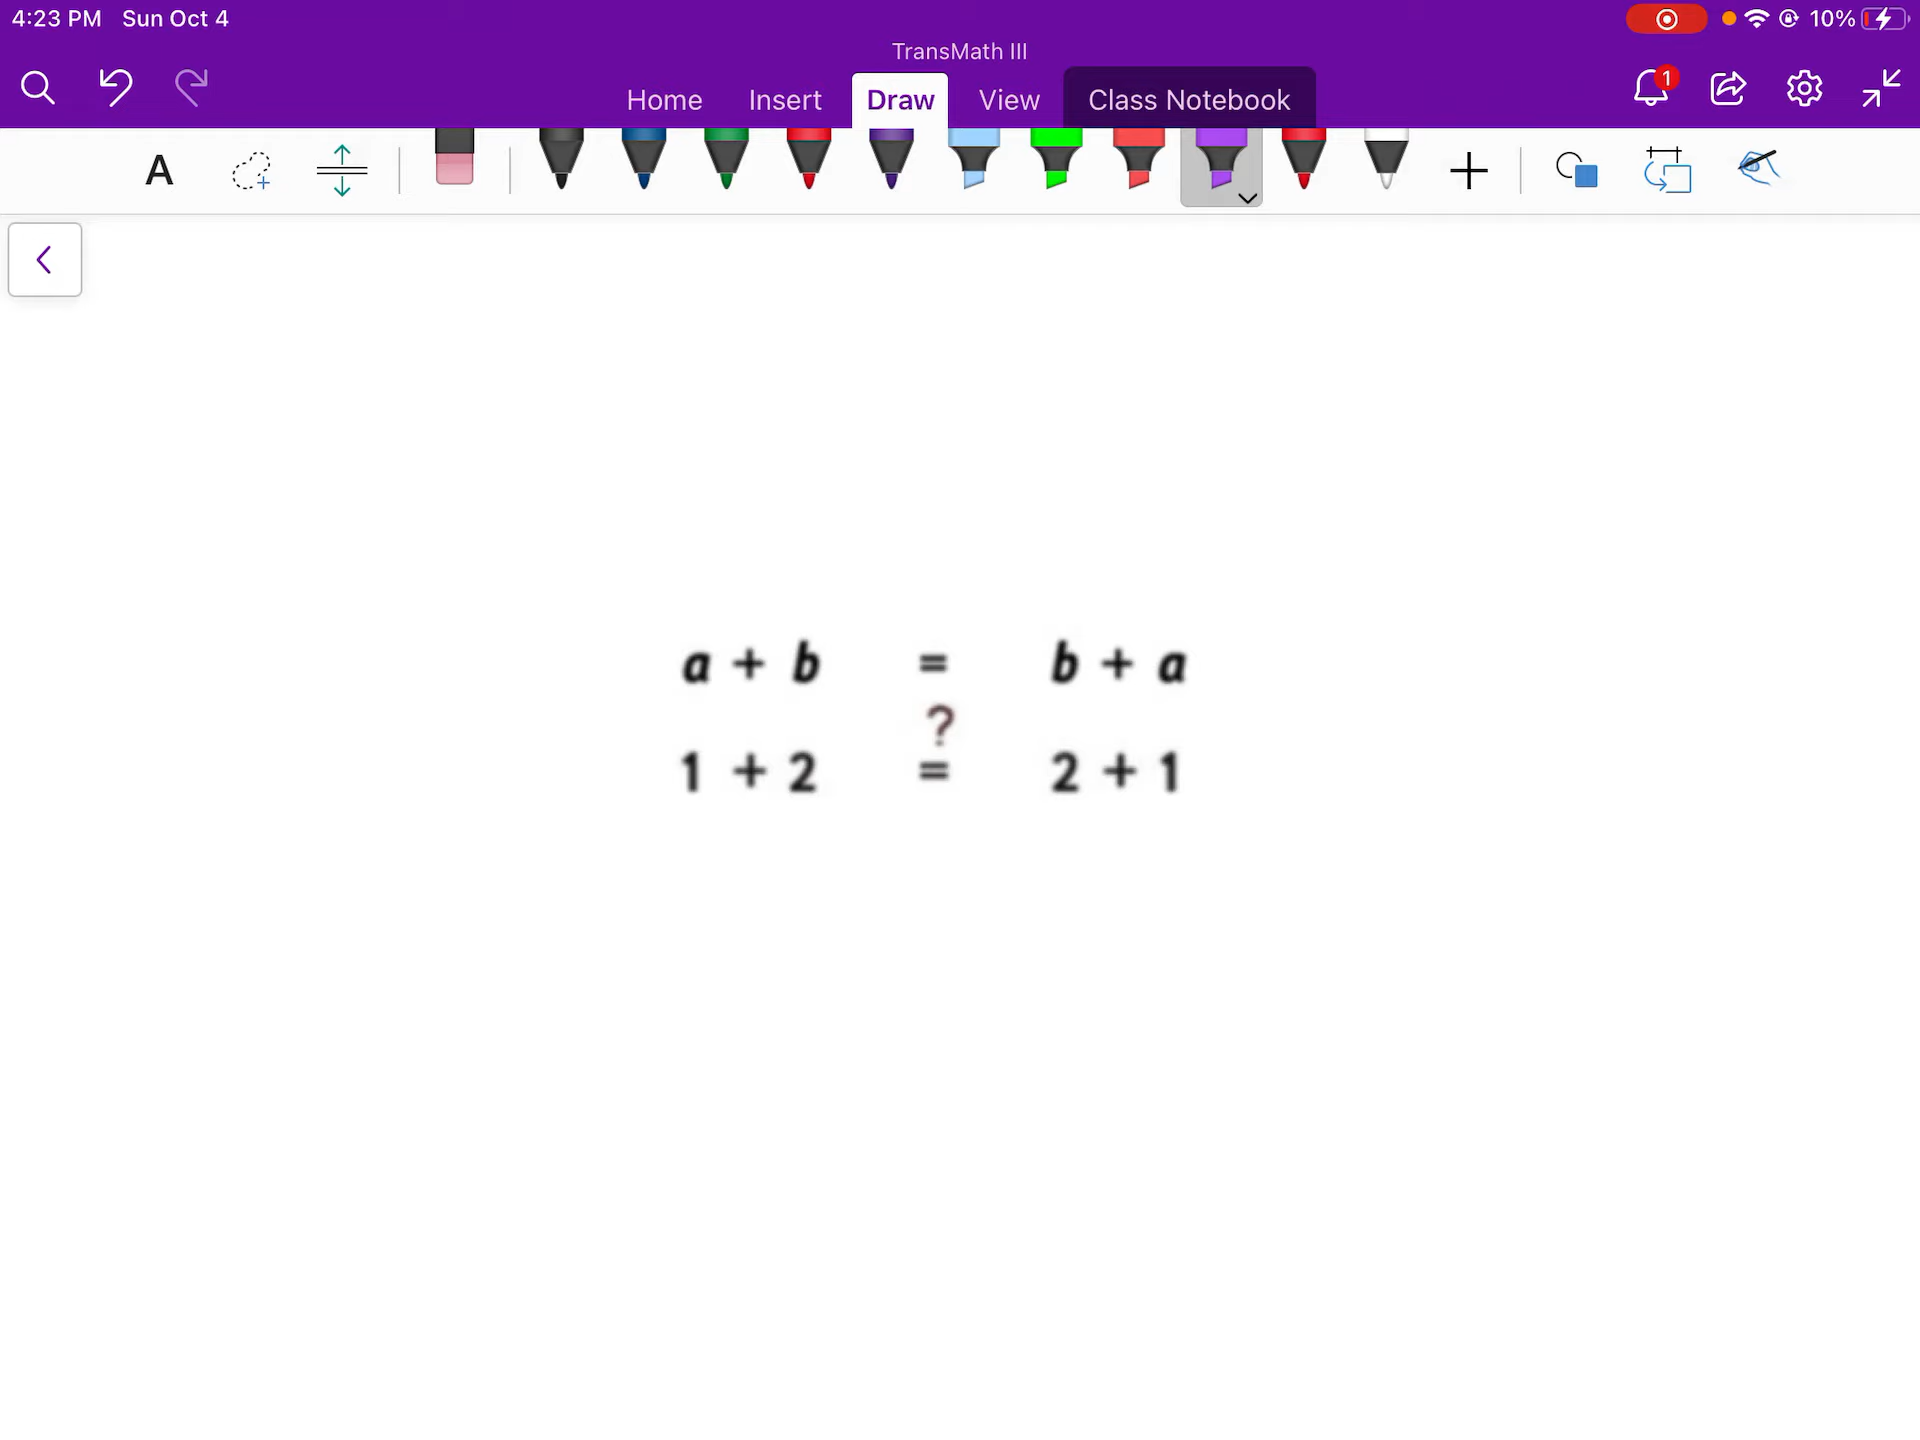 4:23 PM Sun Oct 4
10%
TransMath III
Home Insert Draw View Class Notebook
1
A
a + b = b + a
?
1 + 2 = 2 + 1